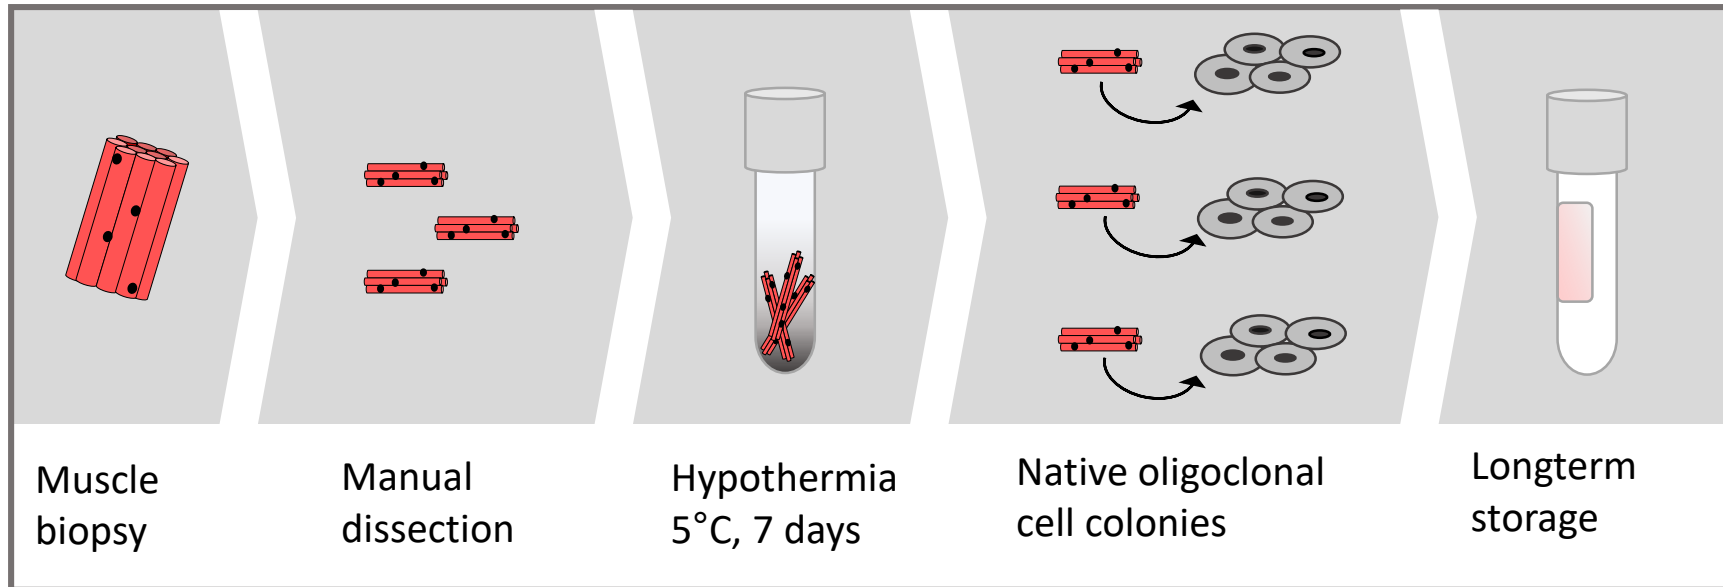 Muscle
biopsy
Manual
dissection
Hypothermia
5°C, 7 days
Native oligoclonal
cell colonies
Longterm
storage